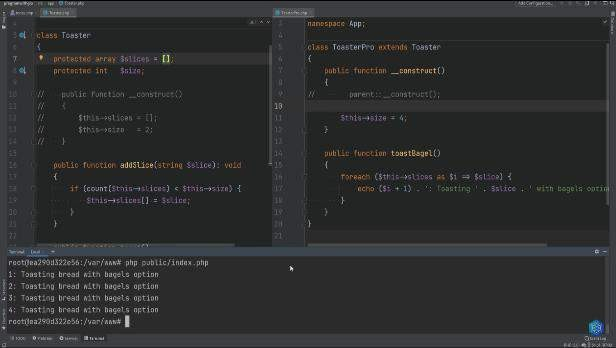 class Toaster
{
protected array $slices = [];
protected int $size;
// public function __construct()
// {
// $this->slices = [];
// $this->size = 2;
// }
public function addSlice(string $slice): void
{
if (count($this->slices) < $this->size) {
$this->slices[] = $slice;
}
}
namespace App;
class ToasterPro extends Toaster
{
public function __construct()
{
// parent::__construct();
$this->size = 4;
}
public function toastBagel()
{
foreach ($this->slices as $i => $slice) {
echo ($i + 1) . ': Toasting ' . $slice . ' with bagels option
}
}
}
Terminal
root@ea290d322e56:/var/www# php public/index.php
1: Toasting bread with bagels option
2: Toasting bread with bagels option
3: Toasting bread with bagels option
4: Toasting bread with bagels option
root@ea290d322e56:/var/www#
TODO Problems Terminal